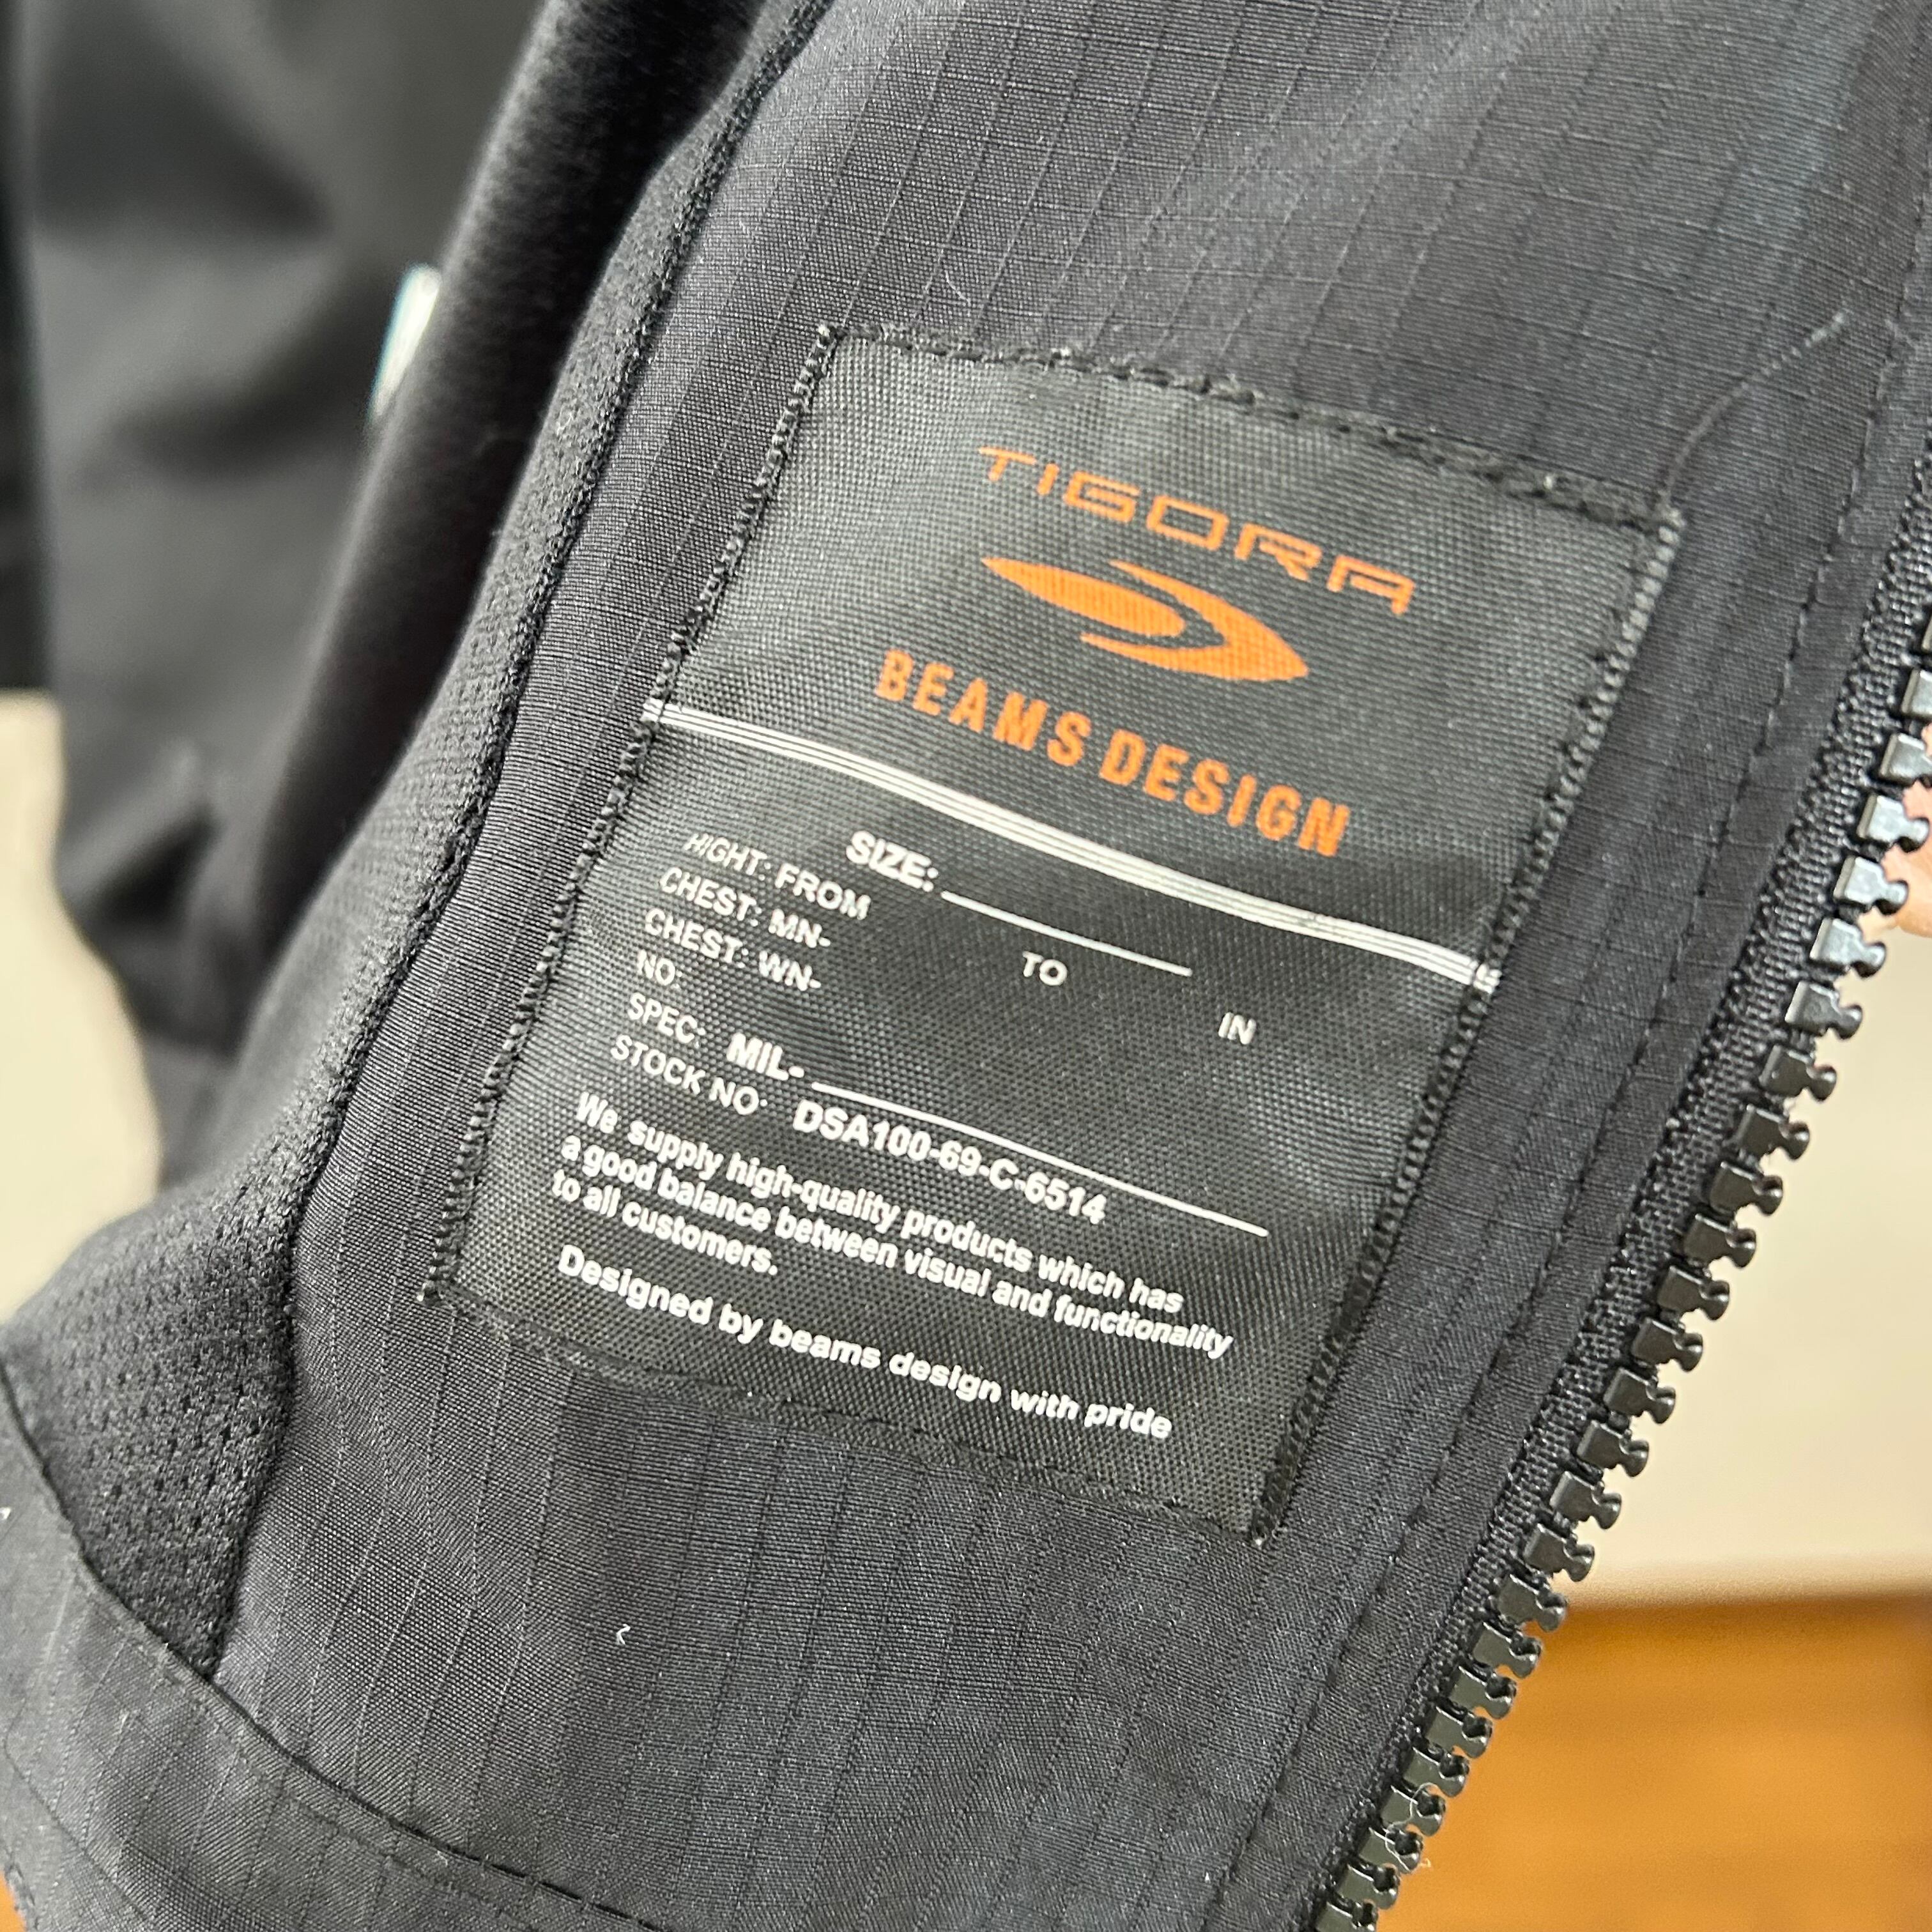 TIGORA
BEAMS DESIGN
SIZE:
HIGHT: FROM TO
CHEST: MN- IN
CHEST: WN-
NO.
SPEC: MIL-
STOCK NO· DSA100-69-C-6514
We supply high-quality products which has
a good balance between visual and functionality
to all customers.
Designed by beams design with pride